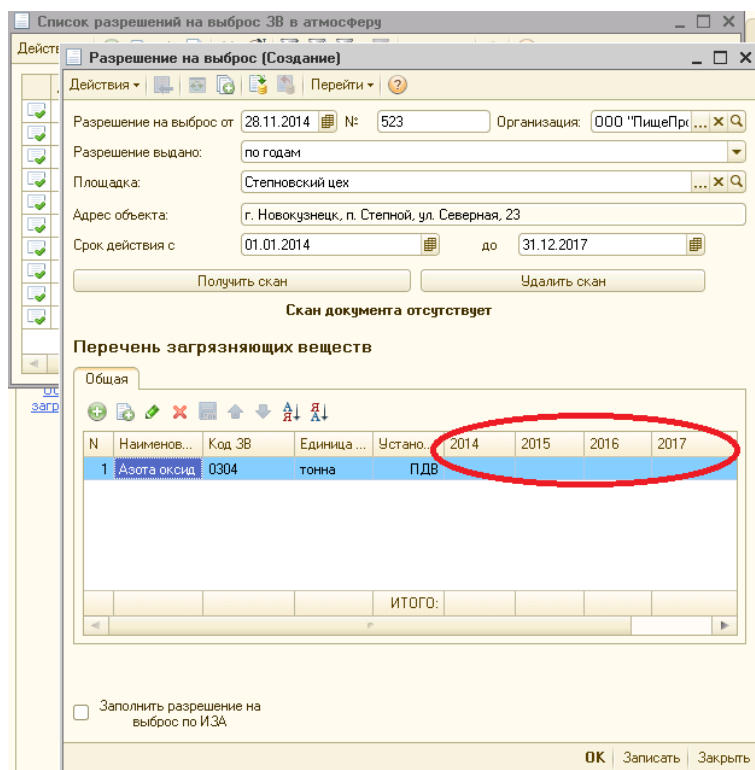 Список разрешений на выброс ЗВ в атмосферу
Разрешение на выброс (Создание)
Действия Перейти
Разрешение на выброс от 28.11.2014 №: 523 Организация: ООО "ПищеПро ...
Разрешение выдано: по годам
Площадка: Степновский цех ...
Адрес объекта: г. Новокузнецк, п. Степной, ул. Северная, 23
Срок действия с 01.01.2014 до 31.12.2017
Получить скан Удалить скан
Скан документа отсутствует
Перечень загрязняющих веществ
Общая
N Наименов... Код ЗВ Единица ... Устано... 2014 2015 2016 2017
1 Азота оксид 0304 тонна ПДВ
ИТОГО:
Заполнить разрешение на
выброс по ИЗА
OK Записать Закрыть